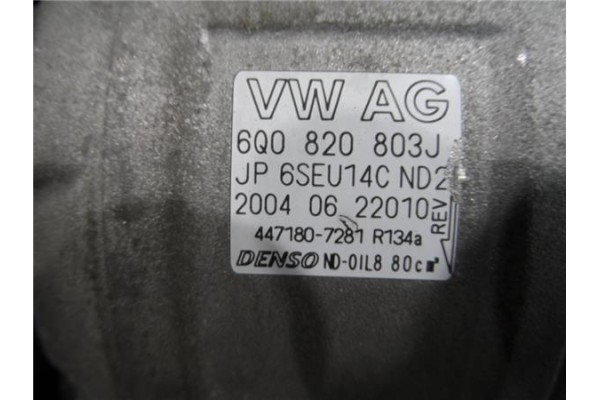 VW AG
6Q0 820 803J
JP 6SEU14C ND2
2004 06 22010
REV
447180-7281 R134a
DENSO ND-OIL8 80cm³